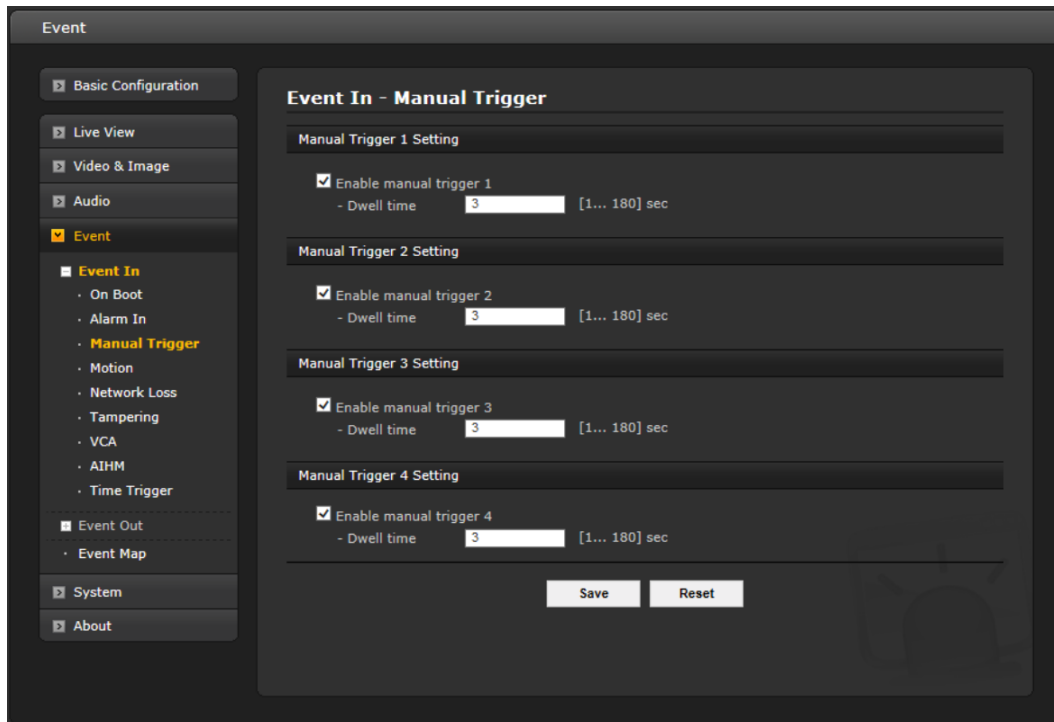 Event
Basic Configuration
Live View
Video & Image
Audio
Event
Event In
· On Boot
· Alarm In
· Manual Trigger
· Motion
· Network Loss
· Tampering
· VCA
· AIHM
· Time Trigger
Event Out
· Event Map
System
About
Event In - Manual Trigger
Manual Trigger 1 Setting
Enable manual trigger 1
- Dwell time 3 [1... 180] sec
Manual Trigger 2 Setting
Enable manual trigger 2
- Dwell time 3 [1... 180] sec
Manual Trigger 3 Setting
Enable manual trigger 3
- Dwell time 3 [1... 180] sec
Manual Trigger 4 Setting
Enable manual trigger 4
- Dwell time 3 [1... 180] sec
Save Reset